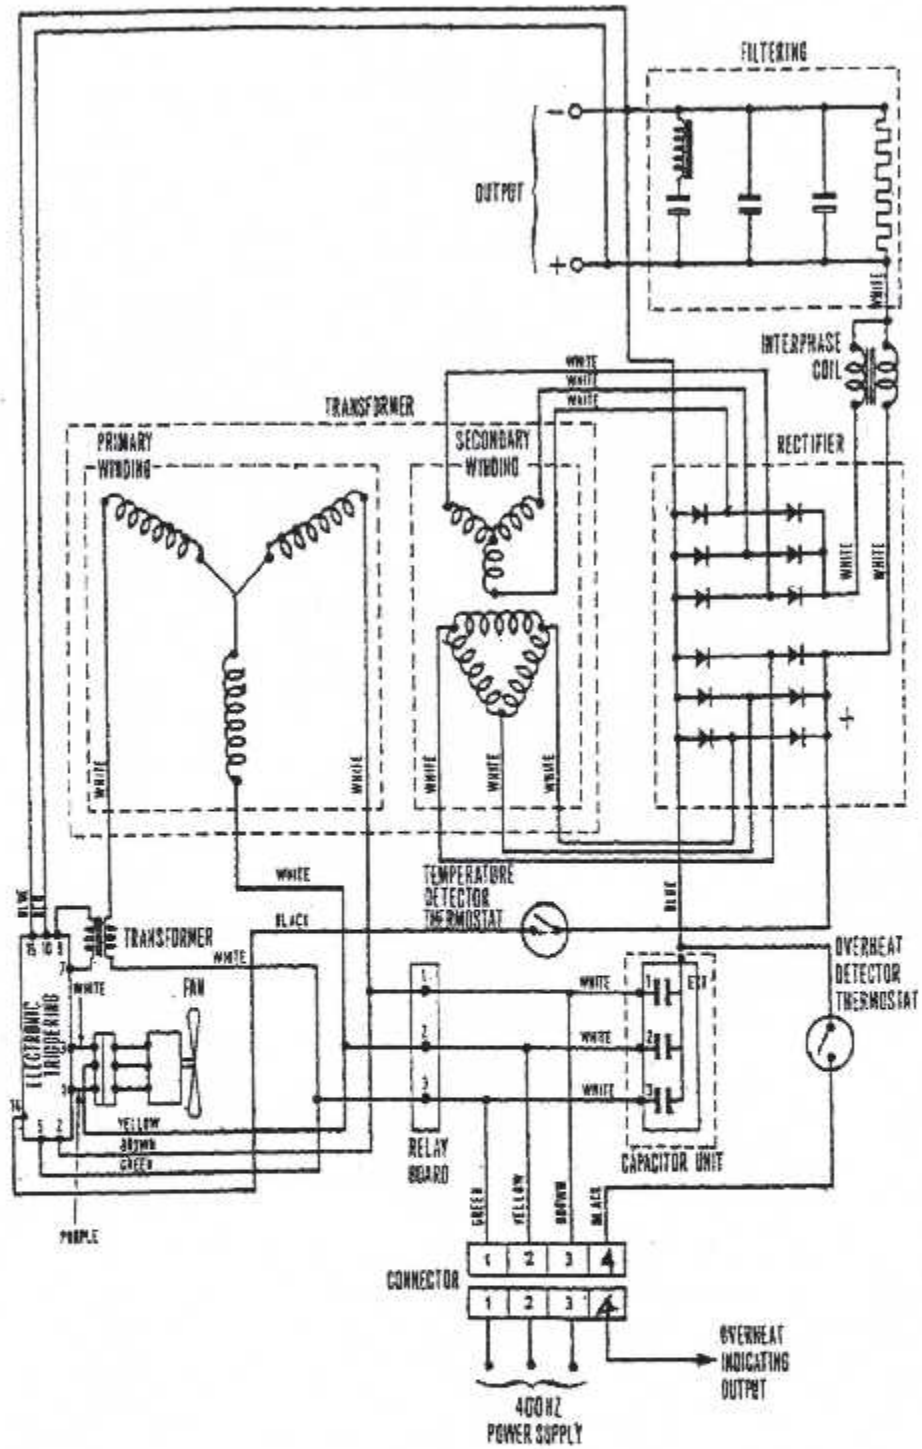 FILTERING
−
OUTPUT
+
WHITE
INTERPHASE
COIL
WHITE
WHITE
WHITE
TRANSFORMER
PRIMARY
WINDING
SECONDARY
WINDING
RECTIFIER
WHITE
WHITE
WHITE
WHITE
WHITE
WHITE
WHITE
WHITE
BLUE
TEMPERATURE
DETECTOR
THERMOSTAT
BLACK
BLUE
TRANSFORMER
WHITE
OVERHEAT
DETECTOR
THERMOSTAT
15 10 8
7
WHITE
FAN
ELECTRONIC
TRIGGERING
14
5 2
YELLOW
BROWN
GREEN
PURPLE
1
2
3
RELAY
BOARD
WHITE
WHITE
WHITE
1
2
3
CAPACITOR UNIT
GREEN
YELLOW
BROWN
BLACK
1 2 3 4
CONNECTOR
1 2 3 4
OVERHEAT
INDICATING
OUTPUT
400HZ
POWER SUPPLY